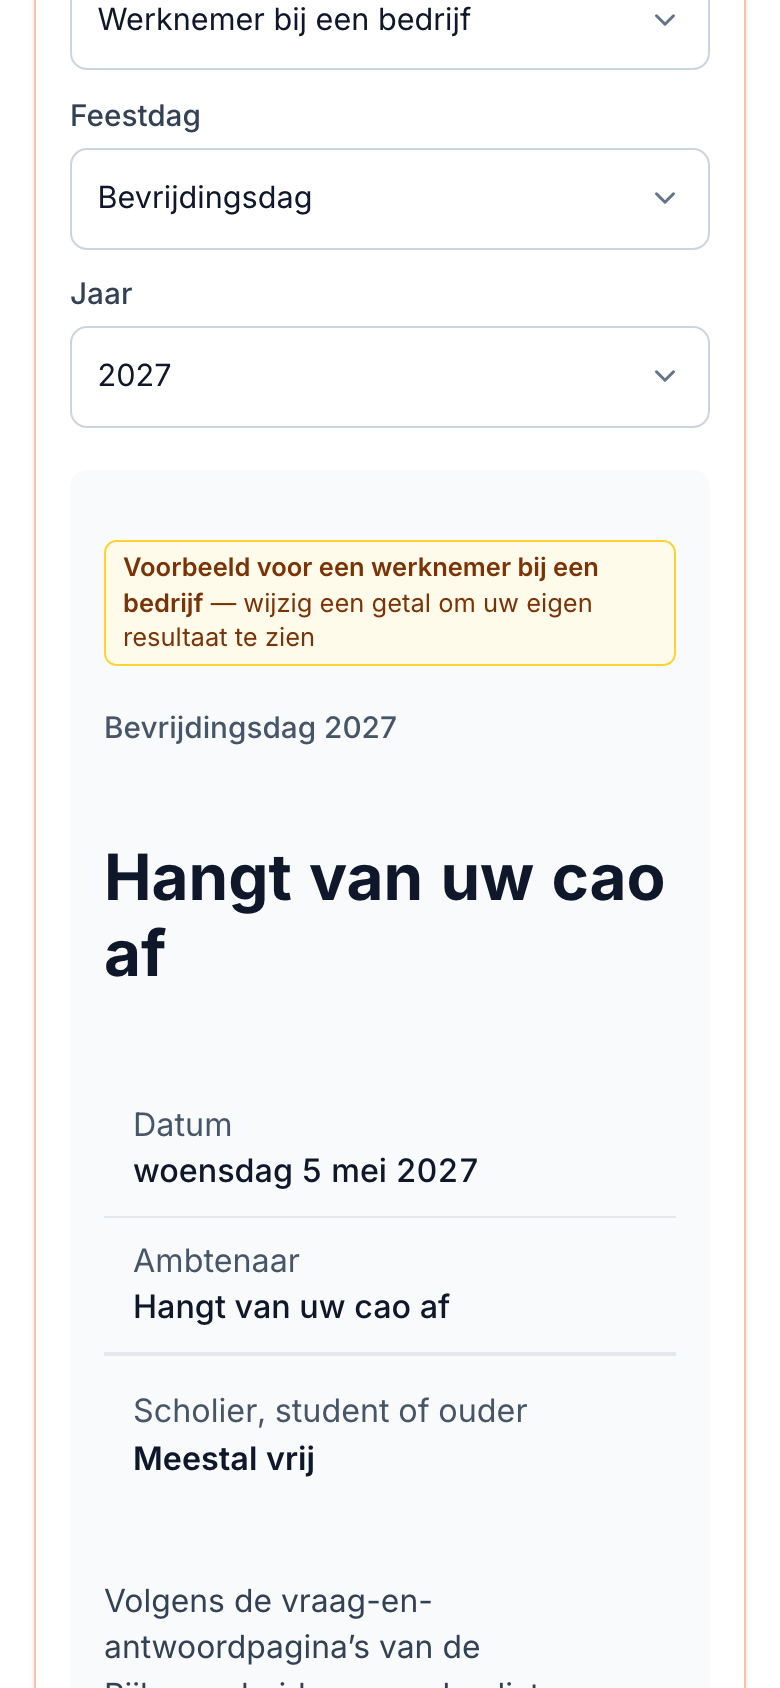 Werknemer bij een bedrijf
Feestdag
Bevrijdingsdag
Jaar
2027
Voorbeeld voor een werknemer bij een
bedrijf — wijzig een getal om uw eigen
resultaat te zien
Bevrijdingsdag 2027
Hangt van uw cao
af
Datum
woensdag 5 mei 2027
Ambtenaar
Hangt van uw cao af
Scholier, student of ouder
Meestal vrij
Volgens de vraag-en-
antwoordpagina’s van de